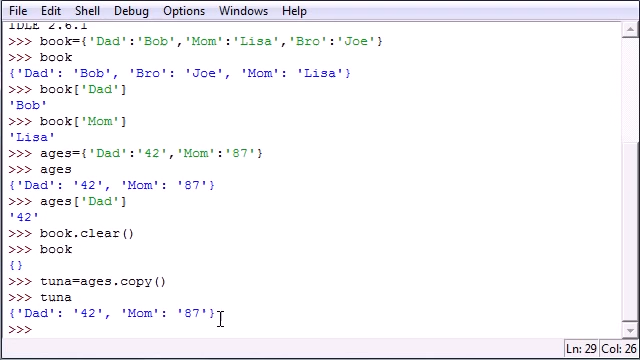 File Edit Shell Debug Options Windows Help
IDLE 2.6.1
>>> book={'Dad':'Bob','Mom':'Lisa','Bro':'Joe'}
>>> book
{'Dad': 'Bob', 'Bro': 'Joe', 'Mom': 'Lisa'}
>>> book['Dad']
'Bob'
>>> book['Mom']
'Lisa'
>>> ages={'Dad':'42','Mom':'87'}
>>> ages
{'Dad': '42', 'Mom': '87'}
>>> ages['Dad']
'42'
>>> book.clear()
>>> book
{}
>>> tuna=ages.copy()
>>> tuna
{'Dad': '42', 'Mom': '87'}
>>>
Ln: 29 Col: 26